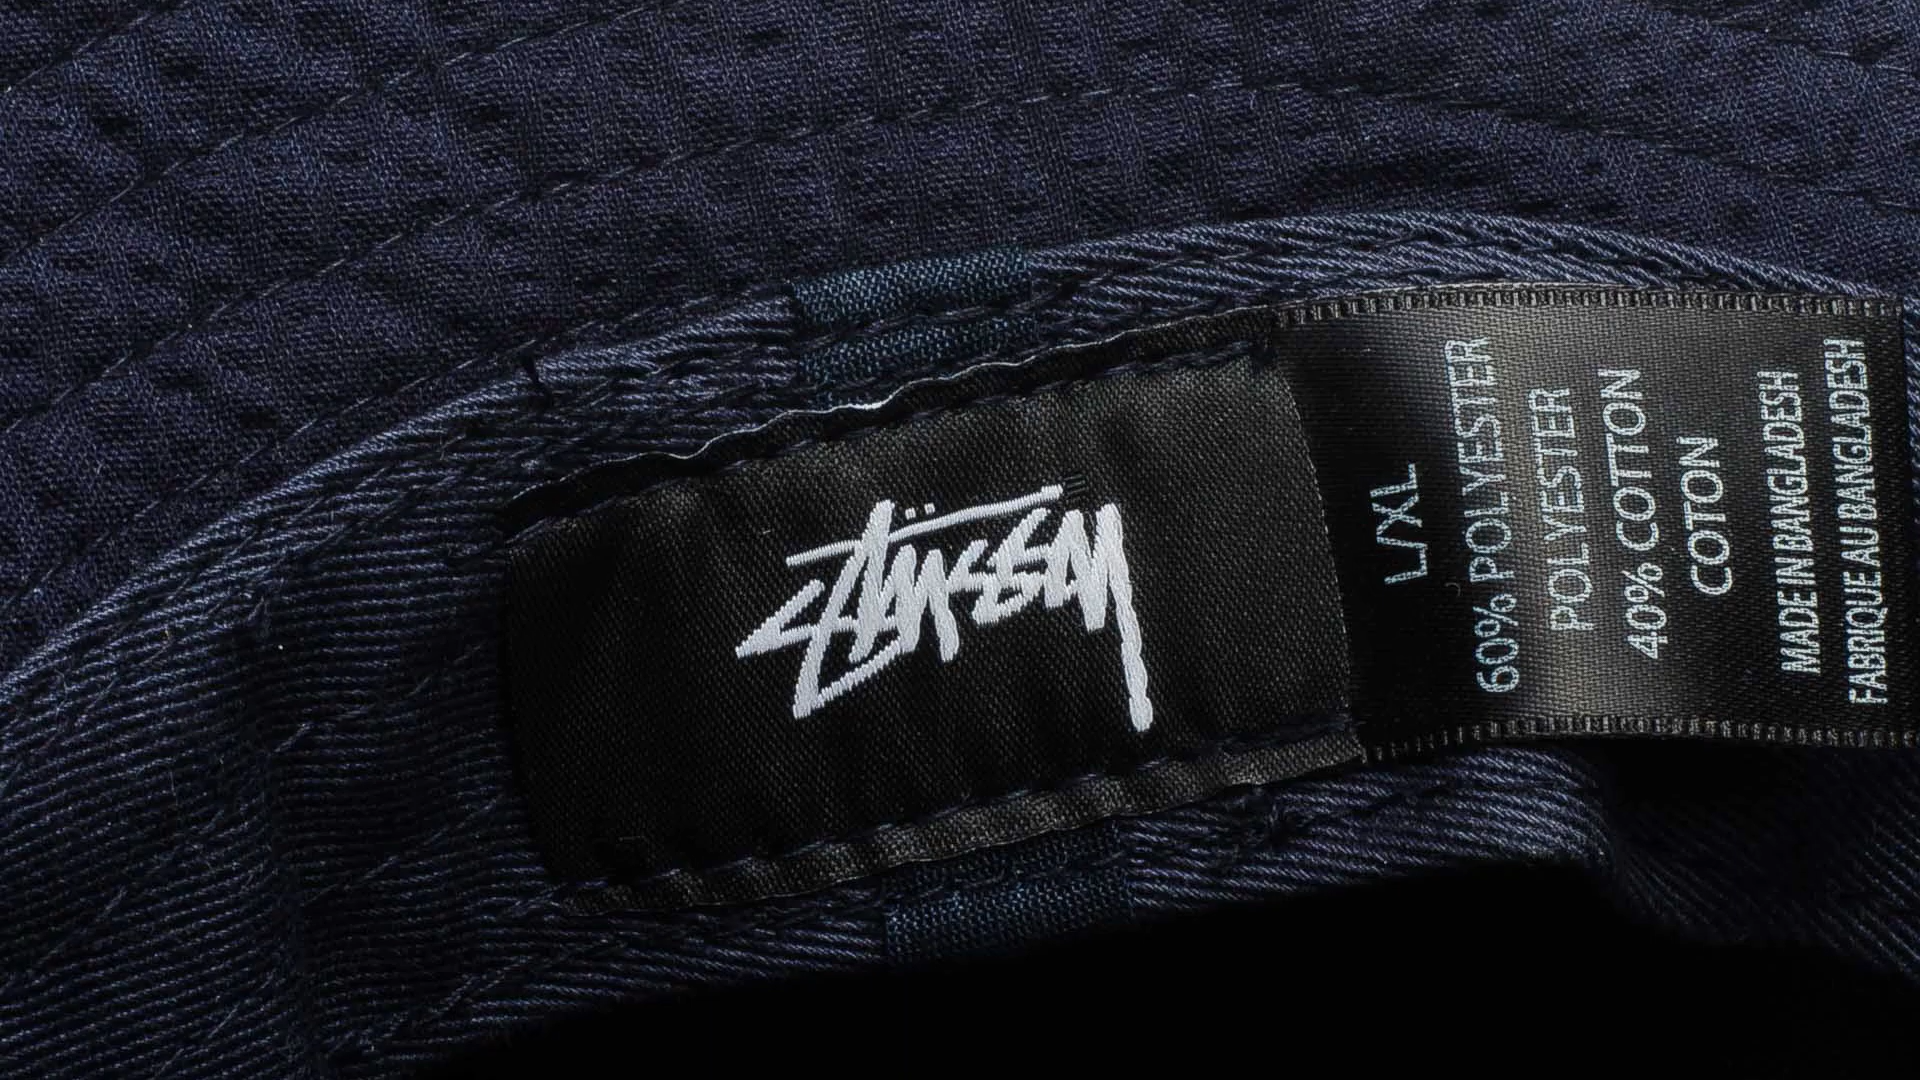 Stüssy
L/XL
60% POLYESTER
POLYESTER
40% COTTON
COTON
MADE IN BANGLADESH
FABRIQUE AU BANGLADESH